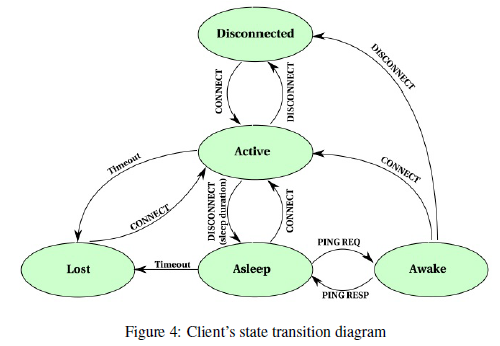 Disconnected
DISCONNECT
CONNECT
DISCONNECT
Active
Timeout
CONNECT
CONNECT
DISCONNECT
(sleep duration)
CONNECT
PING REQ
Lost
Timeout
Asleep
Awake
PING RESP
Figure 4: Client's state transition diagram